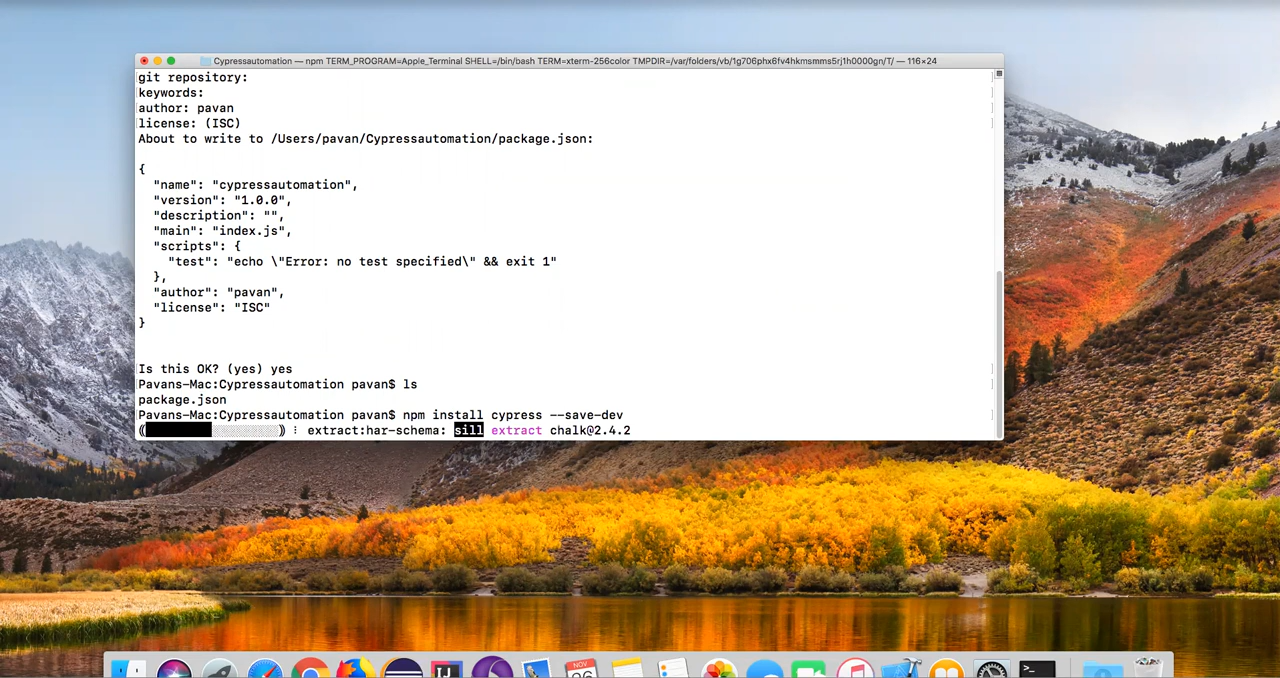 Cypressautomation — npm TERM_PROGRAM=Apple_Terminal SHELL=/bin/bash TERM=xterm-256color TMPDIR=/var/folders/vb/1g706phx6fv4hkmsmms5rj1h0000gn/T/ — 116×24
git repository:
keywords:
author: pavan
license: (ISC)
About to write to /Users/pavan/Cypressautomation/package.json:
{
"name": "cypressautomation",
"version": "1.0.0",
"description": "",
"main": "index.js",
"scripts": {
"test": "echo \"Error: no test specified\" && exit 1"
},
"author": "pavan",
"license": "ISC"
}
Is this OK? (yes) yes
Pavans-Mac:Cypressautomation pavan$ ls
package.json
Pavans-Mac:Cypressautomation pavan$ npm install cypress --save-dev
⸨░░⸩ ⠸ extract:har-schema: sill extract chalk@2.4.2
NOV